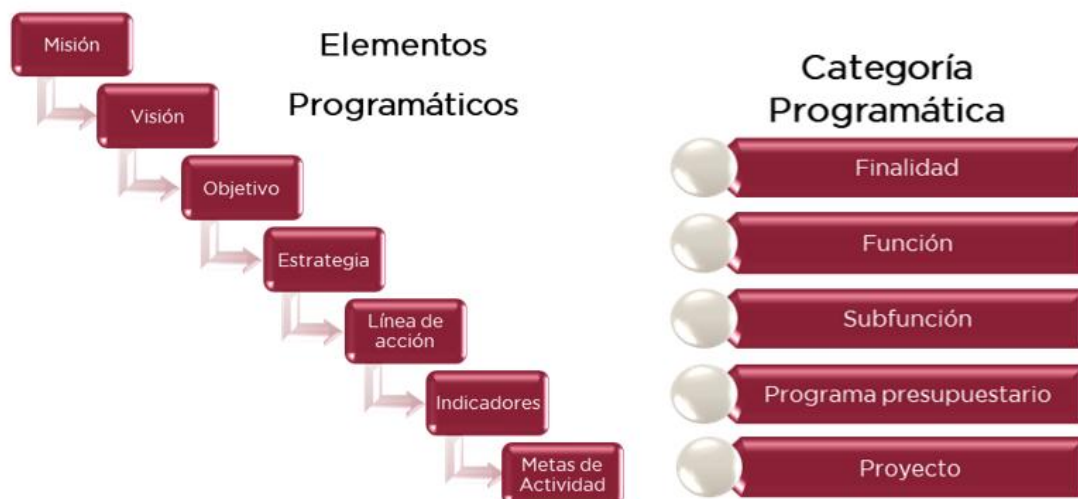 Elementos
Programáticos
Misión
Visión
Objetivo
Estrategia
Línea de
acción
Indicadores
Metas de
Actividad
Categoría
Programática
Finalidad
Función
Subfunción
Programa presupuestario
Proyecto